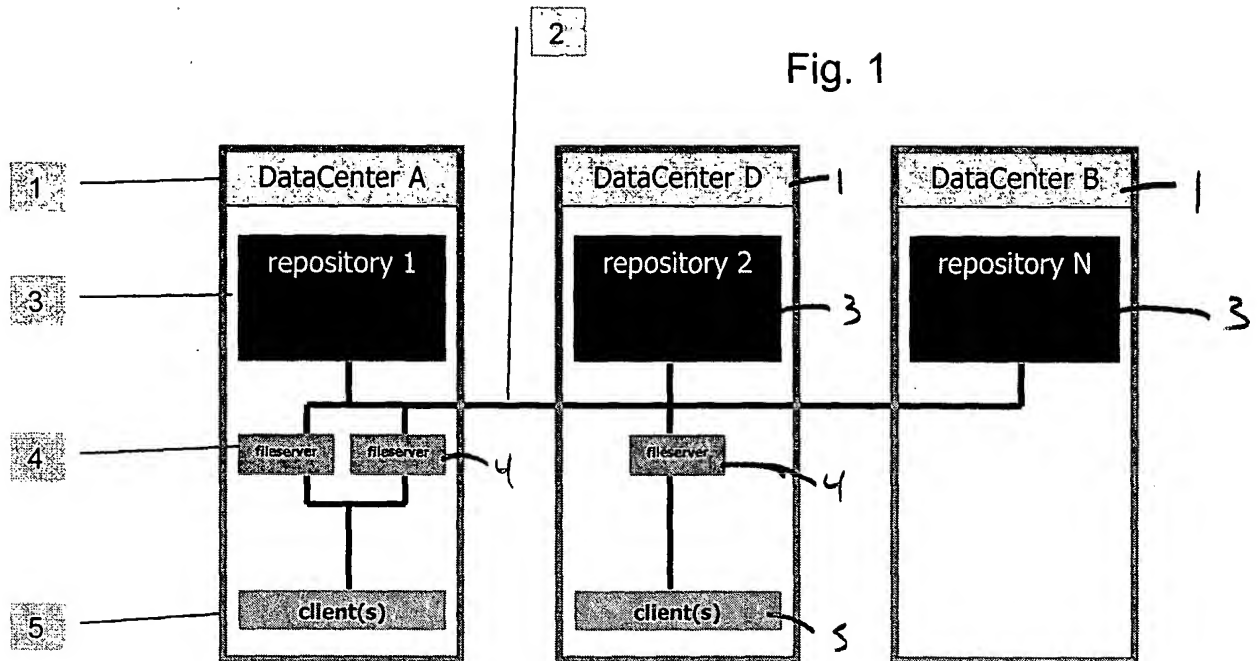 2
Fig. 1
1
DataCenter A
DataCenter D
1
DataCenter B
1
3
repository 1
repository 2
3
repository N
3
4
fileserver
fileserver
4
fileserver
4
5
client(s)
client(s)
5